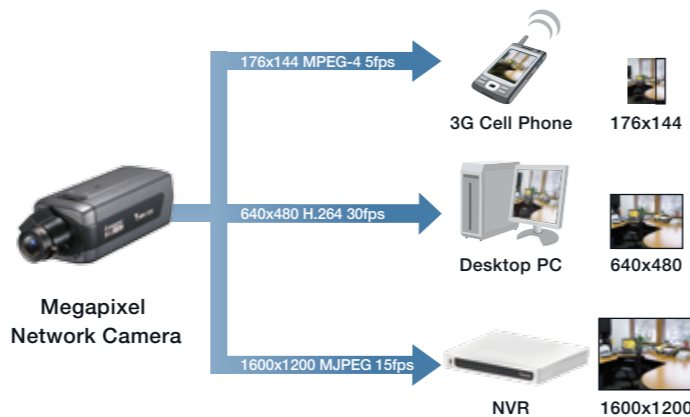 176x144 MPEG-4 5fps
3G Cell Phone
176x144
640x480 H.264 30fps
Desktop PC
640x480
Megapixel
Network Camera
1600x1200 MJPEG 15fps
NVR
1600x1200